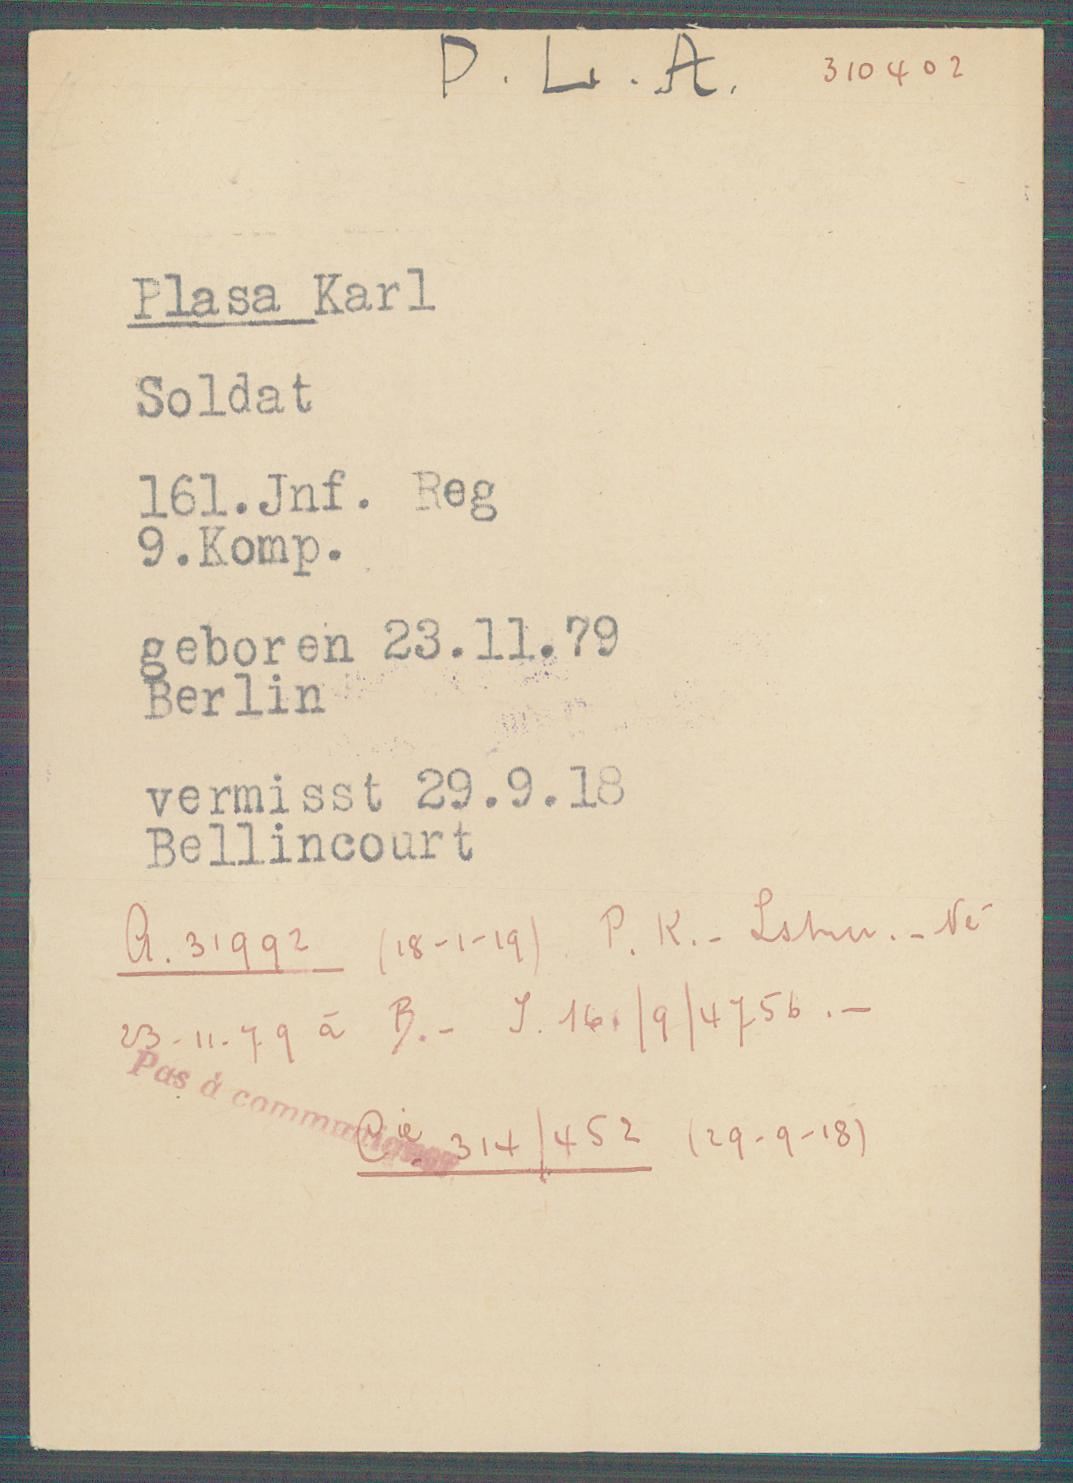 P. L. A. 310402
Plasa Karl
Soldat
161.Jnf. Reg
9.Komp.
geboren 23.11.79
Berlin
vermisst 29.9.18
Bellincourt
A. 31992 (18-1-19) P. K. - Lstm. - Né
23-11-79 à B. - J. 16./9/4756. -
Pas à communiquer
Cie 314/452 (29-9-18)